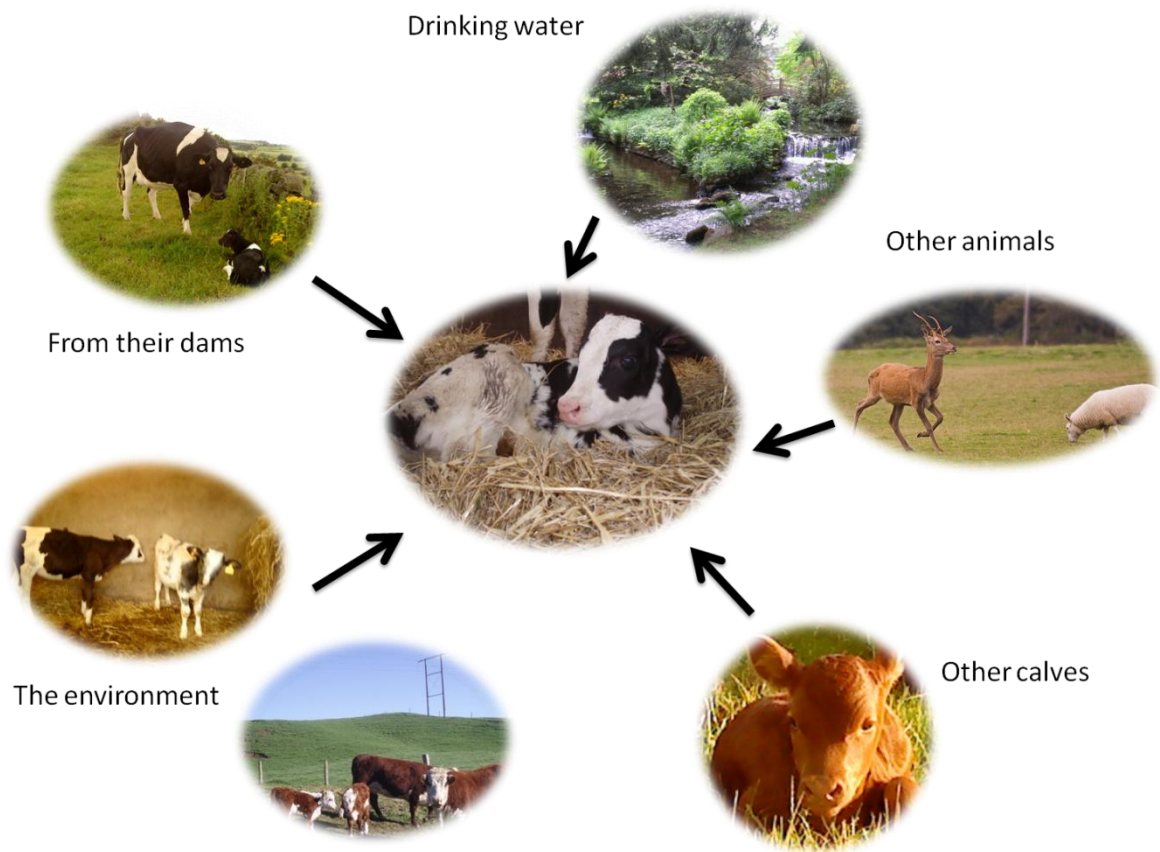 Drinking water
Other animals
From their dams
Other calves
The environment